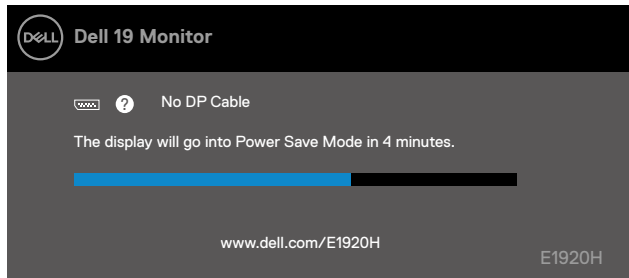 DELL Dell 19 Monitor
? No DP Cable
The display will go into Power Save Mode in 4 minutes.
www.dell.com/E1920H
E1920H